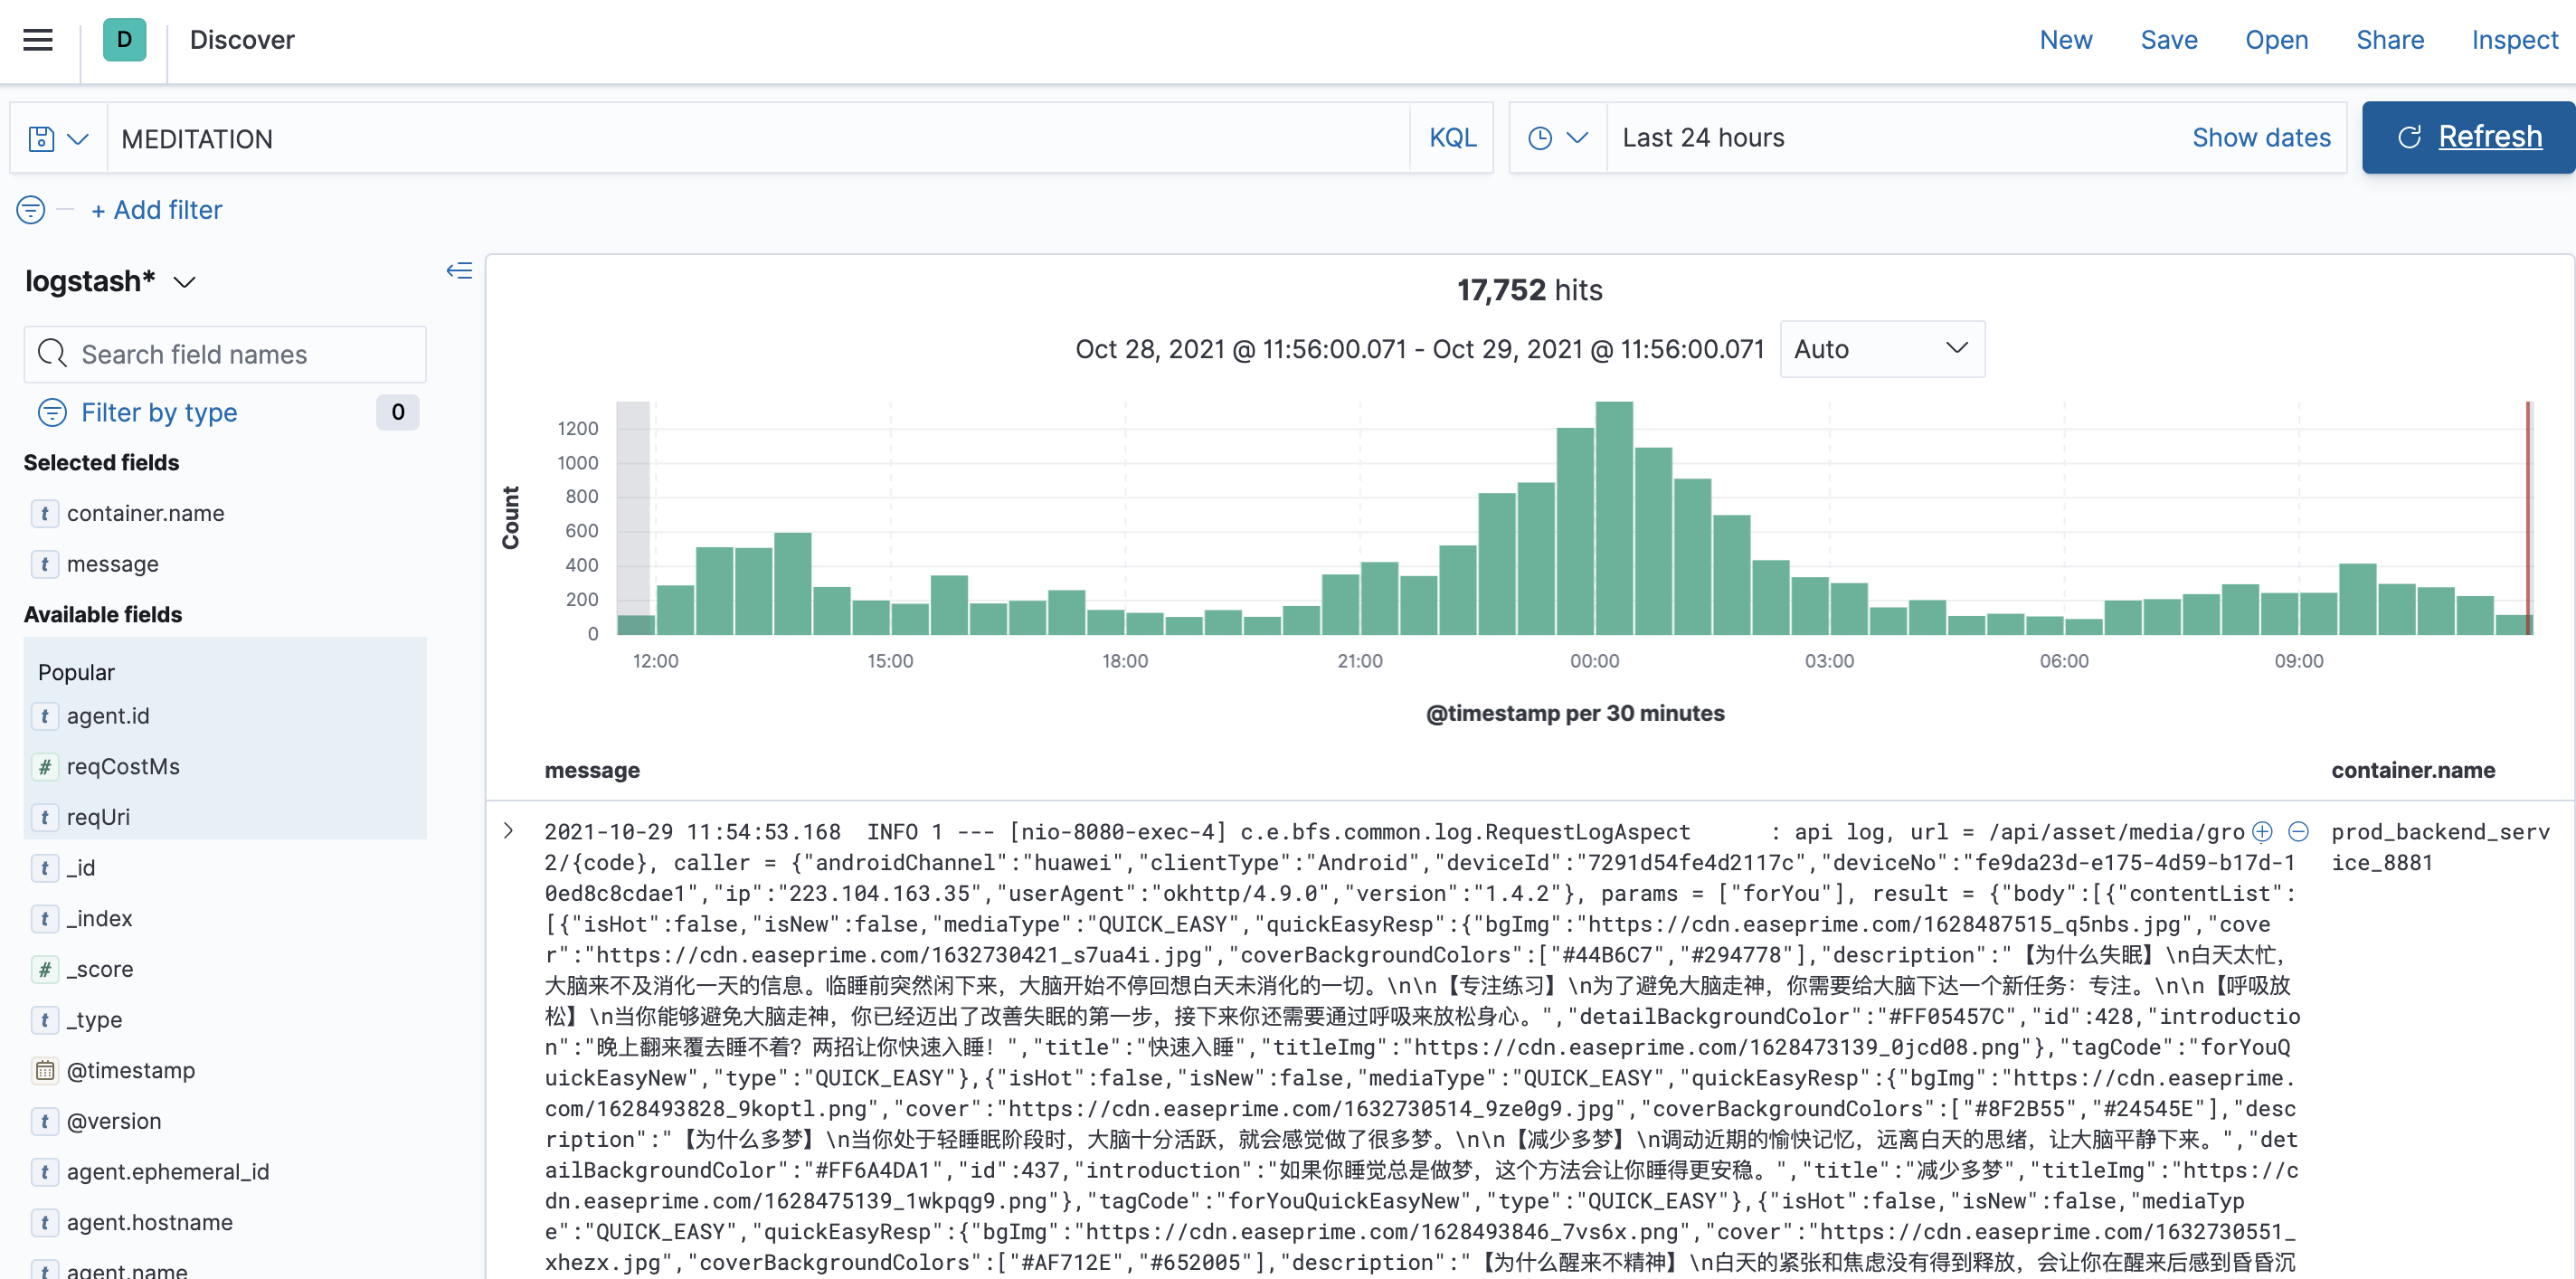 D
Discover
New
Save
Open
Share
Inspect
MEDITATION
KQL
Last 24 hours
Show dates
Refresh
+ Add filter
logstash*
Search field names
Filter by type
0
Selected fields
t container.name
t message
Available fields
Popular
t agent.id
# reqCostMs
t reqUri
t _id
t _index
# _score
t _type
@timestamp
t @version
t agent.ephemeral_id
t agent.hostname
t agent.name
17,752 hits
Oct 28, 2021 @ 11:56:00.071 - Oct 29, 2021 @ 11:56:00.071
Auto
Count
1200
1000
800
600
400
200
0
12:00
15:00
18:00
21:00
00:00
03:00
06:00
09:00
@timestamp per 30 minutes
message
container.name
2021-10-29 11:54:53.168  INFO 1 --- [nio-8080-exec-4] c.e.bfs.common.log.RequestLogAspect      : api log, url = /api/asset/media/gro
2/{code}, caller = {"androidChannel":"huawei","clientType":"Android","deviceId":"7291d54fe4d2117c","deviceNo":"fe9da23d-e175-4d59-b17d-1
0ed8c8cdae1","ip":"223.104.163.35","userAgent":"okhttp/4.9.0","version":"1.4.2"}, params = ["forYou"], result = {"body":[{"contentList":
[{"isHot":false,"isNew":false,"mediaType":"QUICK_EASY","quickEasyResp":{"bgImg":"https://cdn.easeprime.com/1628487515_q5nbs.jpg","cove
r":"https://cdn.easeprime.com/1632730421_s7ua4i.jpg","coverBackgroundColors":["#44B6C7","#294778"],"description":"【为什么失眠】\n白天太忙，
大脑来不及消化一天的信息。临睡前突然闲下来，大脑开始不停回想白天未消化的一切。\n\n【专注练习】\n为了避免大脑走神，你需要给大脑下达一个新任务：专注。\n\n【呼吸放
松】\n当你能够避免大脑走神，你已经迈出了改善失眠的第一步，接下来你还需要通过呼吸来放松身心。","detailBackgroundColor":"#FF05457C","id":428,"introductio
n":"晚上翻来覆去睡不着？两招让你快速入睡！","title":"快速入睡","titleImg":"https://cdn.easeprime.com/1628473139_0jcd08.png"},"tagCode":"forYouQ
uickEasyNew","type":"QUICK_EASY"},{"isHot":false,"isNew":false,"mediaType":"QUICK_EASY","quickEasyResp":{"bgImg":"https://cdn.easeprime.
com/1628493828_9koptl.png","cover":"https://cdn.easeprime.com/1632730514_9ze0g9.jpg","coverBackgroundColors":["#8F2B55","#24545E"],"desc
ription":"【为什么多梦】\n当你处于轻睡眠阶段时，大脑十分活跃，就会感觉做了很多梦。\n\n【减少多梦】\n调动近期的愉快记忆，远离白天的思绪，让大脑平静下来。","det
ailBackgroundColor":"#FF6A4DA1","id":437,"introduction":"如果你睡觉总是做梦，这个方法会让你睡得更安稳。","title":"减少多梦","titleImg":"https://c
dn.easeprime.com/1628475139_1wkpqg9.png"},"tagCode":"forYouQuickEasyNew","type":"QUICK_EASY"},{"isHot":false,"isNew":false,"mediaTyp
e":"QUICK_EASY","quickEasyResp":{"bgImg":"https://cdn.easeprime.com/1628493846_7vs6x.png","cover":"https://cdn.easeprime.com/1632730551_
xhezx.jpg","coverBackgroundColors":["#AF712E","#652005"],"description":"【为什么醒来不精神】\n白天的紧张和焦虑没有得到释放，会让你在醒来后感到昏昏沉
prod_backend_serv
ice_8881